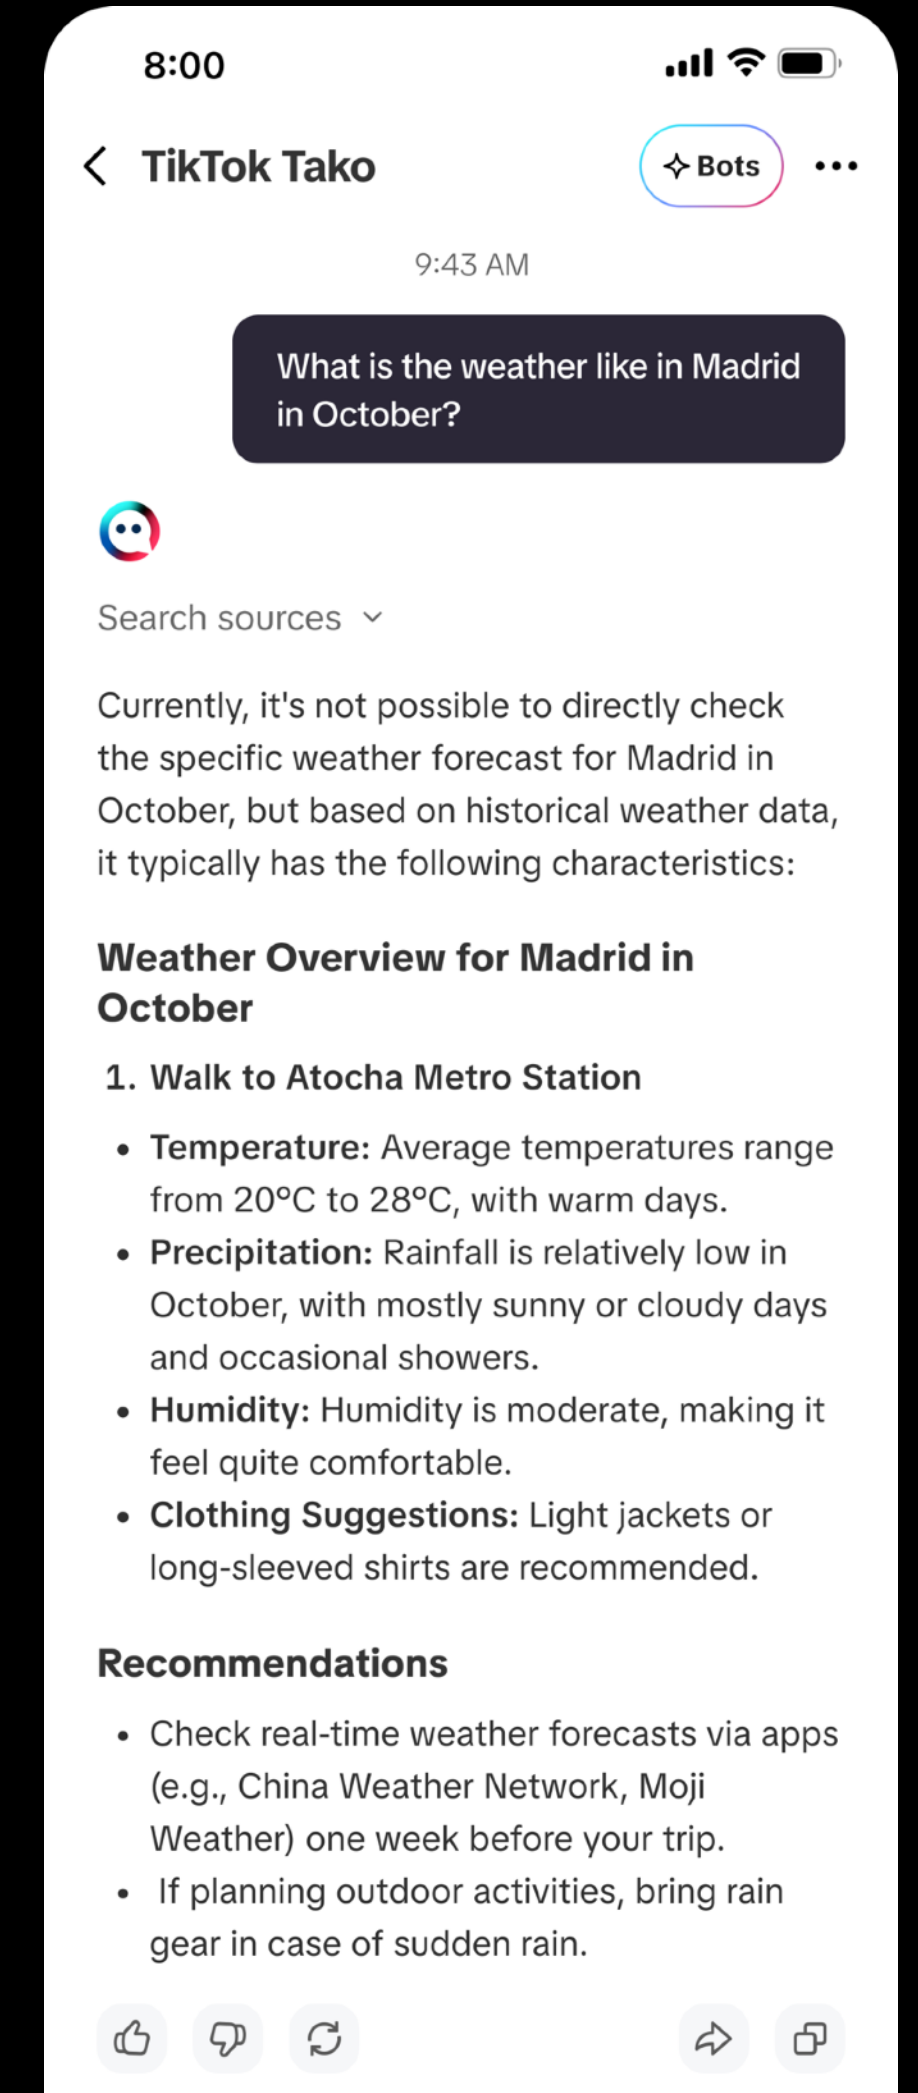 8:00
TikTok Tako
Bots
9:43 AM
What is the weather like in Madrid
in October?
Search sources
Currently, it's not possible to directly check
the specific weather forecast for Madrid in
October, but based on historical weather data,
it typically has the following characteristics:
Weather Overview for Madrid in
October
1. Walk to Atocha Metro Station
• Temperature: Average temperatures range
from 20°C to 28°C, with warm days.
• Precipitation: Rainfall is relatively low in
October, with mostly sunny or cloudy days
and occasional showers.
• Humidity: Humidity is moderate, making it
feel quite comfortable.
• Clothing Suggestions: Light jackets or
long-sleeved shirts are recommended.
Recommendations
• Check real-time weather forecasts via apps
(e.g., China Weather Network, Moji
Weather) one week before your trip.
• If planning outdoor activities, bring rain
gear in case of sudden rain.